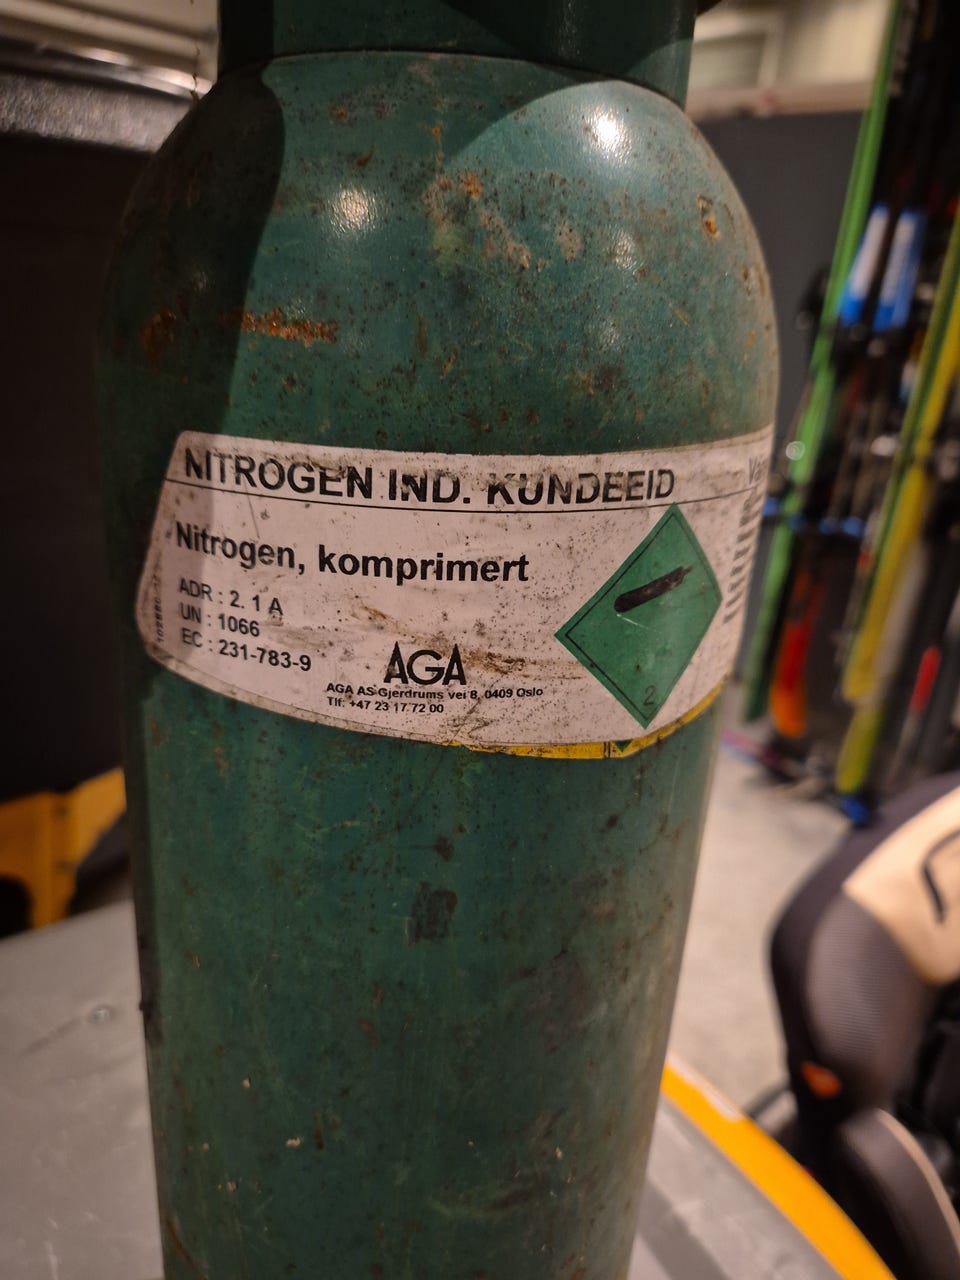 NITROGEN IND. KUNDEEID
Nitrogen, komprimert
ADR : 2. 1 A
UN : 1066
EC : 231-783-9
AGA
AGA AS Gjerdrums vei 8, 0409 Oslo
Tlf: +47 23 17 72 00
2